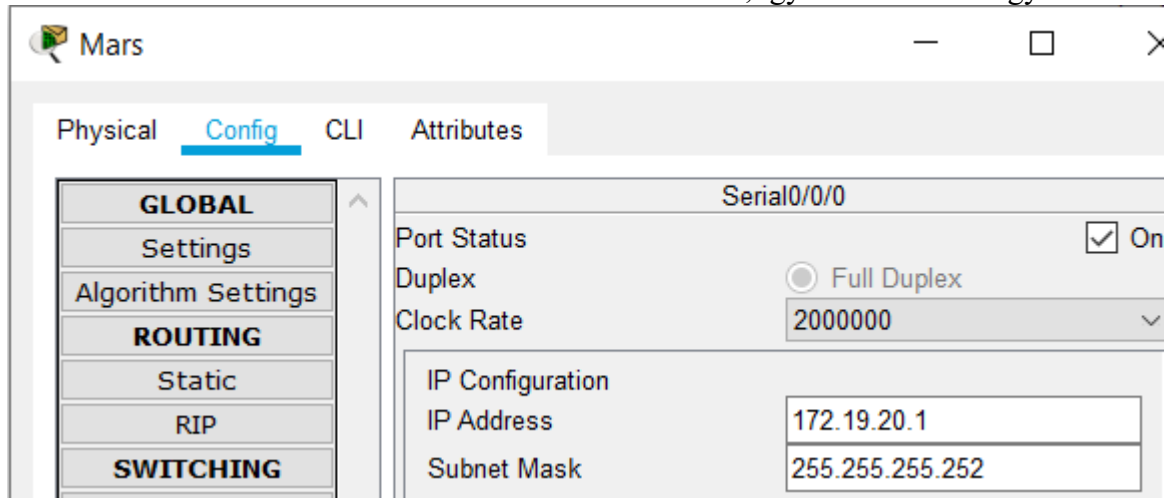 Mars
Physical Config CLI Attributes
GLOBAL
Settings
Algorithm Settings
ROUTING
Static
RIP
SWITCHING
Serial0/0/0
Port Status On
Duplex Full Duplex
Clock Rate 2000000
IP Configuration
IP Address 172.19.20.1
Subnet Mask 255.255.255.252